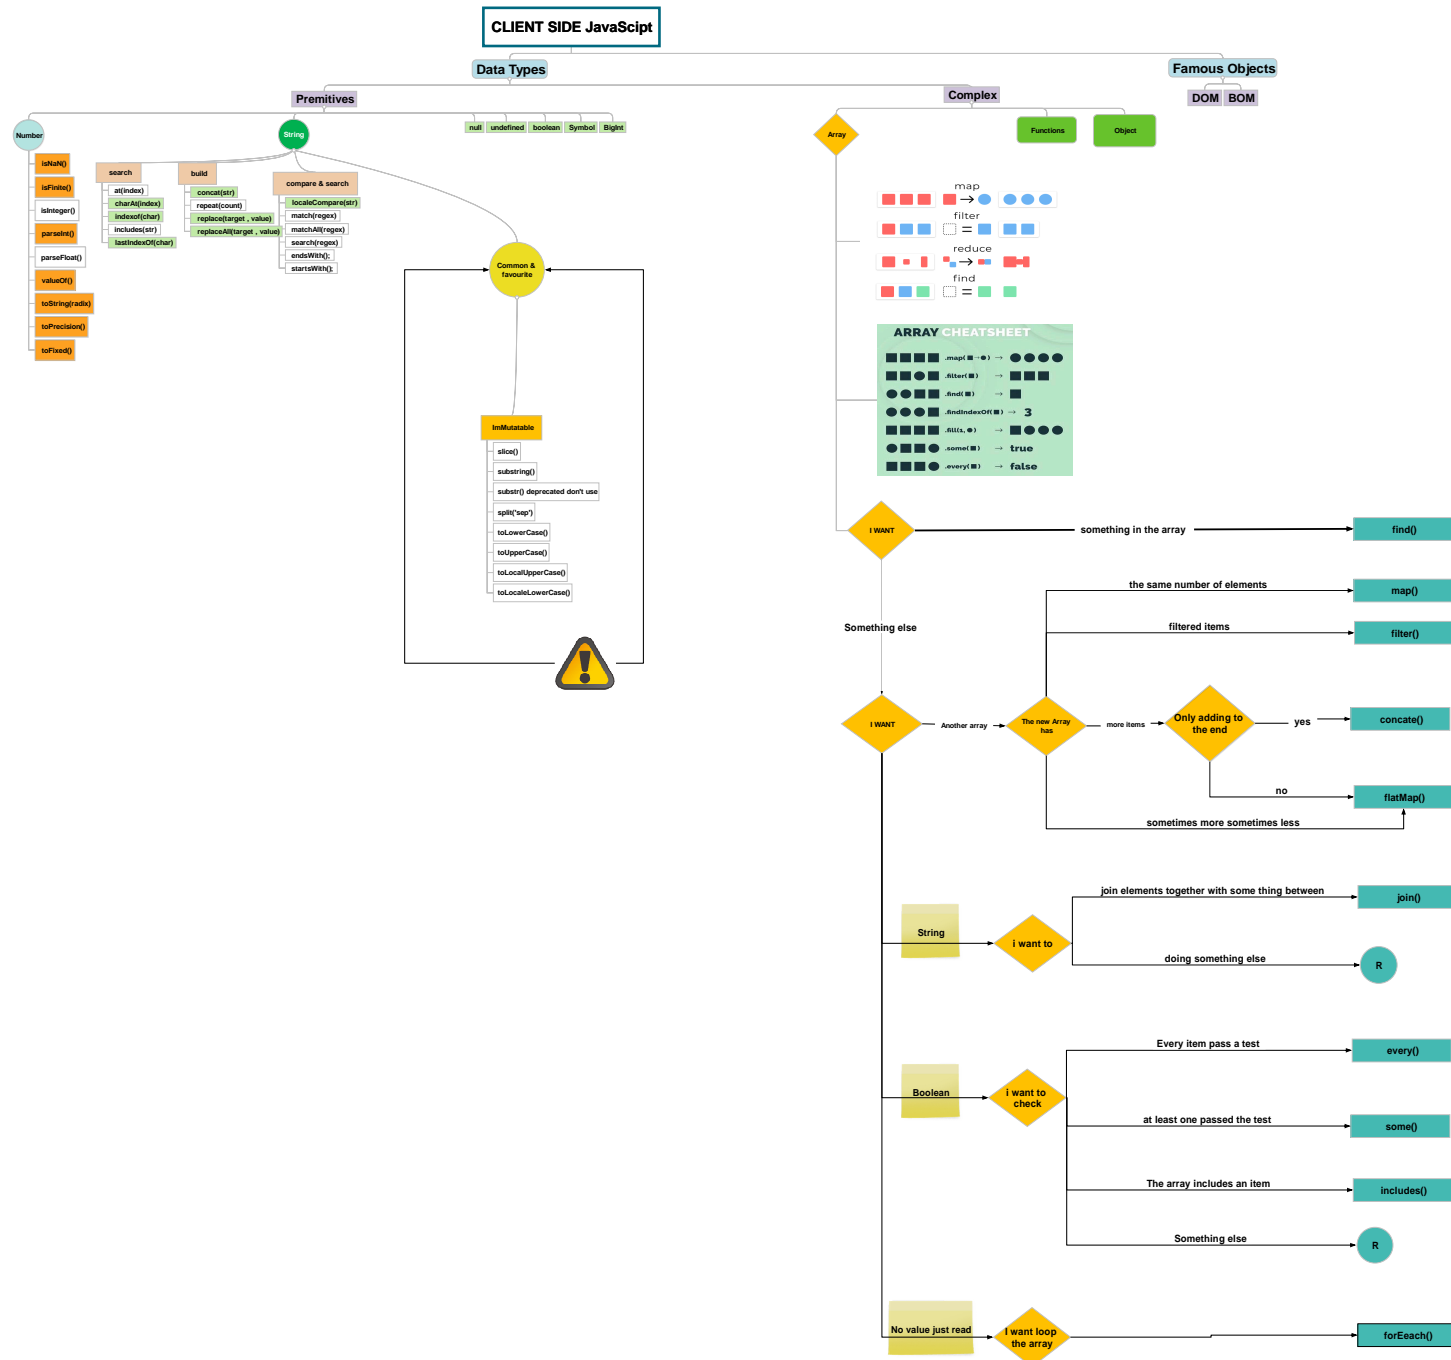 CLIENT SIDE JavaScipt
Data Types
Famous Objects
Premitives
Complex
DOM
BOM
Number
isNaN()
isFinite()
isInteger()
parseInt()
parseFloat()
valueOf()
toString(radix)
toPrecision()
toFixed()
String
search
at(index)
charAt(index)
indexof(char)
includes(str)
lastIndexOf(char)
build
concat(str)
repeat(count)
replace(target , value)
replaceAll(target , value)
compare & search
localeCompare(str)
match(regex)
matchAll(regex)
search(regex)
endsWith();
startsWith();
Common &
favourite
ImMutatable
slice()
substring()
substr() deprecated don't use
split('sep')
toLowerCase()
toUpperCase()
toLocalUpperCase()
toLocaleLowerCase()
null
undefined
boolean
Symbol
BigInt
Array
Functions
Object
map
filter
=
reduce
find
=
ARRAY CHEATSHEET
.map(■→●) →
.filter(■) →
.find(■) →
.findIndexOf(■) → 3
.fill(1, ●) →
.some(■) → true
.every(■) → false
I WANT
something in the array
find()
Something else
I WANT
Another array
The new Array
has
the same number of elements
map()
filtered items
filter()
more items
Only adding to
the end
yes
concate()
no
flatMap()
sometimes more sometimes less
String
i want to
join elements together with some thing between
join()
doing something else
R
Boolean
i want to
check
Every item pass a test
every()
at least one passed the test
some()
The array includes an item
includes()
Something else
R
No value just read
I want loop
the array
forEeach()